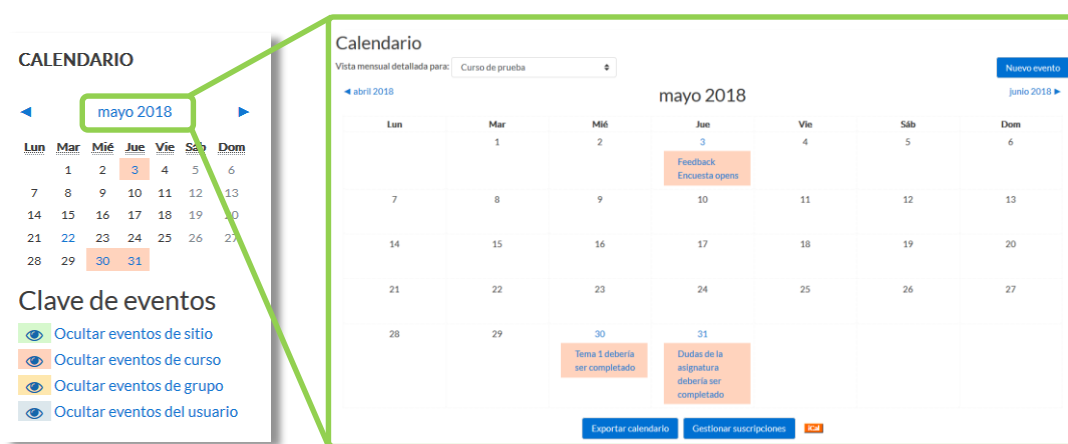 CALENDARIO
◄ mayo 2018 ►
Lun Mar Mié Jue Vie Sáb Dom
1 2 3 4 5 6
7 8 9 10 11 12 13
14 15 16 17 18 19 20
21 22 23 24 25 26 27
28 29 30 31
Clave de eventos
Ocultar eventos de sitio
Ocultar eventos de curso
Ocultar eventos de grupo
Ocultar eventos del usuario
Calendario
Vista mensual detallada para: Curso de prueba
Nuevo evento
◄ abril 2018 mayo 2018 junio 2018 ►
Lun Mar Mié Jue Vie Sáb Dom
1 2 3 4 5 6
Feedback
Encuesta opens
7 8 9 10 11 12 13
14 15 16 17 18 19 20
21 22 23 24 25 26 27
28 29 30 31
Tema 1 debería
ser completado
Dudas de la
asignatura
debería ser
completado
Exportar calendario Gestionar suscripciones iCal